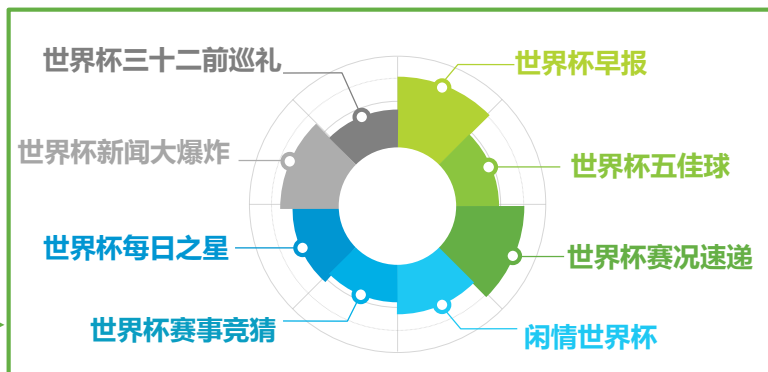 世界杯三十二前巡礼
世界杯早报
世界杯新闻大爆炸
世界杯五佳球
世界杯每日之星
世界杯赛况速递
世界杯赛事竞猜
闲情世界杯